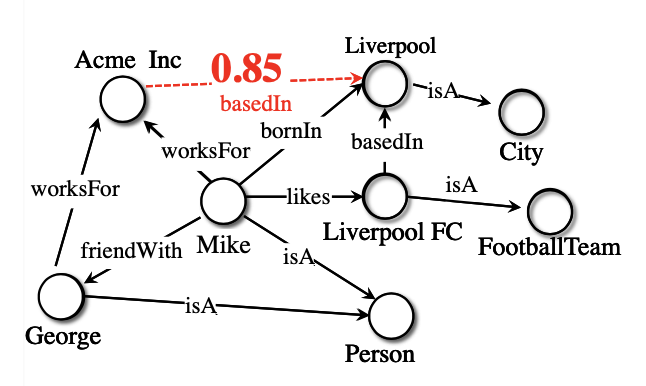 Liverpool
Acme Inc
0.85
basedIn
isA
bornIn
basedIn
City
worksFor
worksFor
likes
isA
Liverpool FC
FootballTeam
friendWith
Mike
isA
isA
George
Person